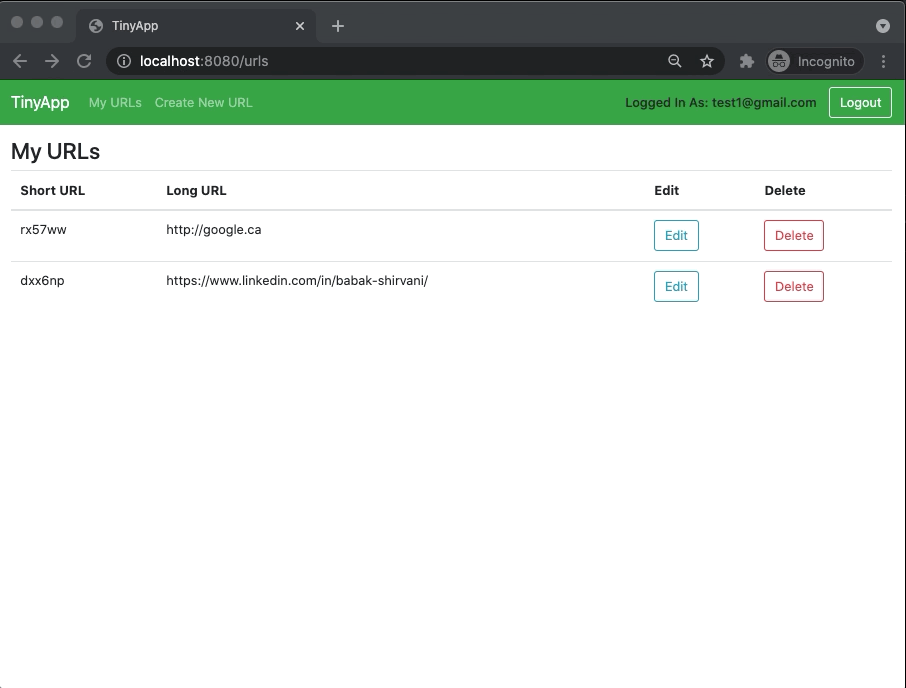 TinyApp
localhost:8080/urls
Incognito
TinyApp My URLs Create New URL Logged In As: test1@gmail.com Logout
My URLs
Short URL Long URL Edit Delete
rx57ww http://google.ca Edit Delete
dxx6np https://www.linkedin.com/in/babak-shirvani/ Edit Delete